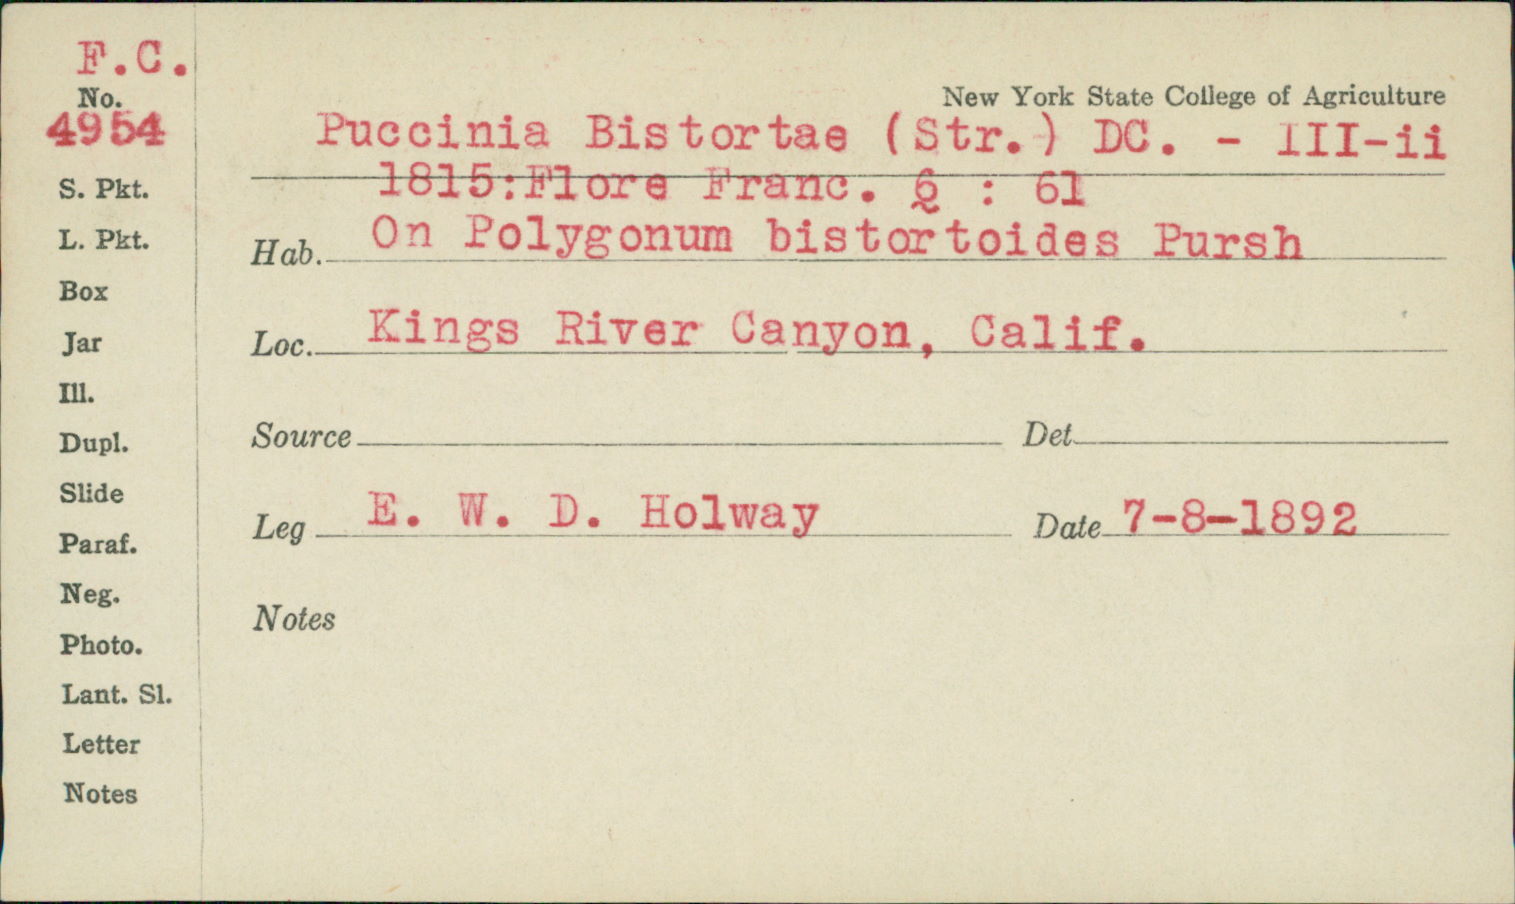 F.C.
No.
4954
S. Pkt.
L. Pkt.
Box
Jar
Ill.
Dupl.
Slide
Paraf.
Neg.
Photo.
Lant. Sl.
Letter
Notes
New York State College of Agriculture
Puccinia Bistortae (Str.) DC. - III-ii
1815:Flore Franc. 6 : 61
Hab. On Polygonum bistortoides Pursh
Loc. Kings River Canyon, Calif.
Source Det
Leg E. W. D. Holway Date 7-8-1892
Notes